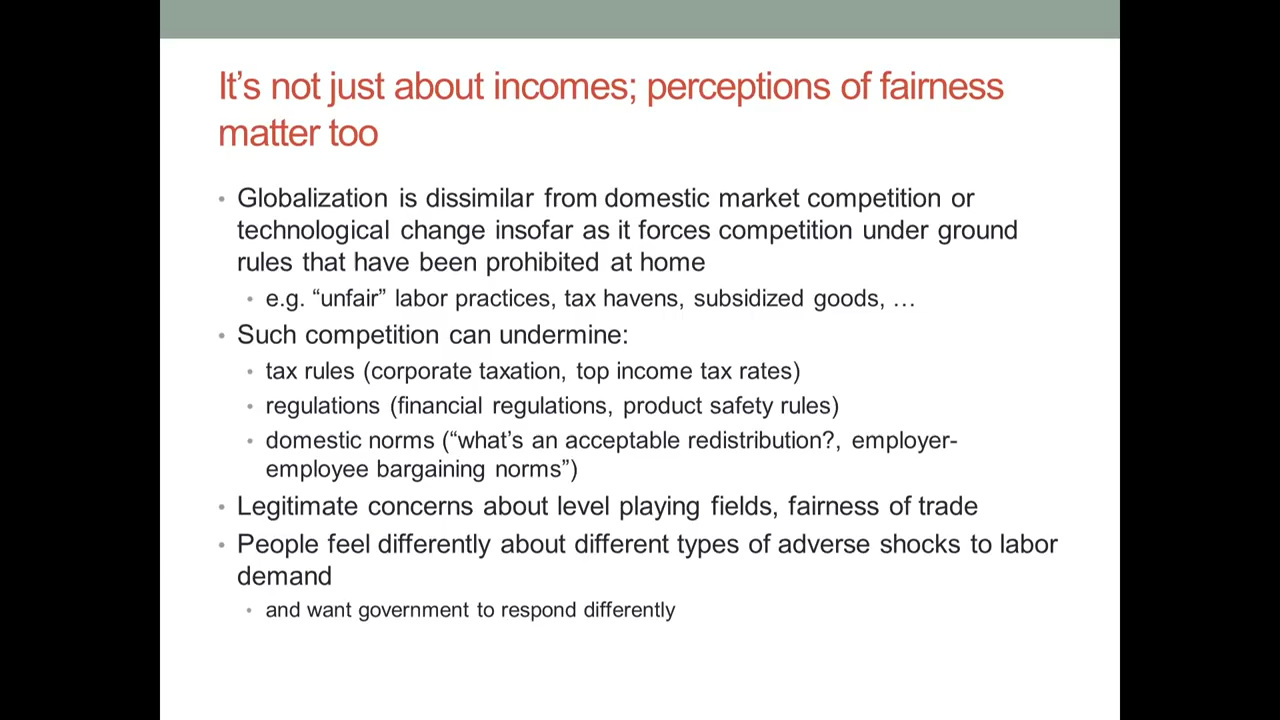 It's not just about incomes; perceptions of fairness
matter too
• Globalization is dissimilar from domestic market competition or
technological change insofar as it forces competition under ground
rules that have been prohibited at home
• e.g. “unfair” labor practices, tax havens, subsidized goods, …
• Such competition can undermine:
• tax rules (corporate taxation, top income tax rates)
• regulations (financial regulations, product safety rules)
• domestic norms (“what’s an acceptable redistribution?, employer-
employee bargaining norms”)
• Legitimate concerns about level playing fields, fairness of trade
• People feel differently about different types of adverse shocks to labor
demand
• and want government to respond differently